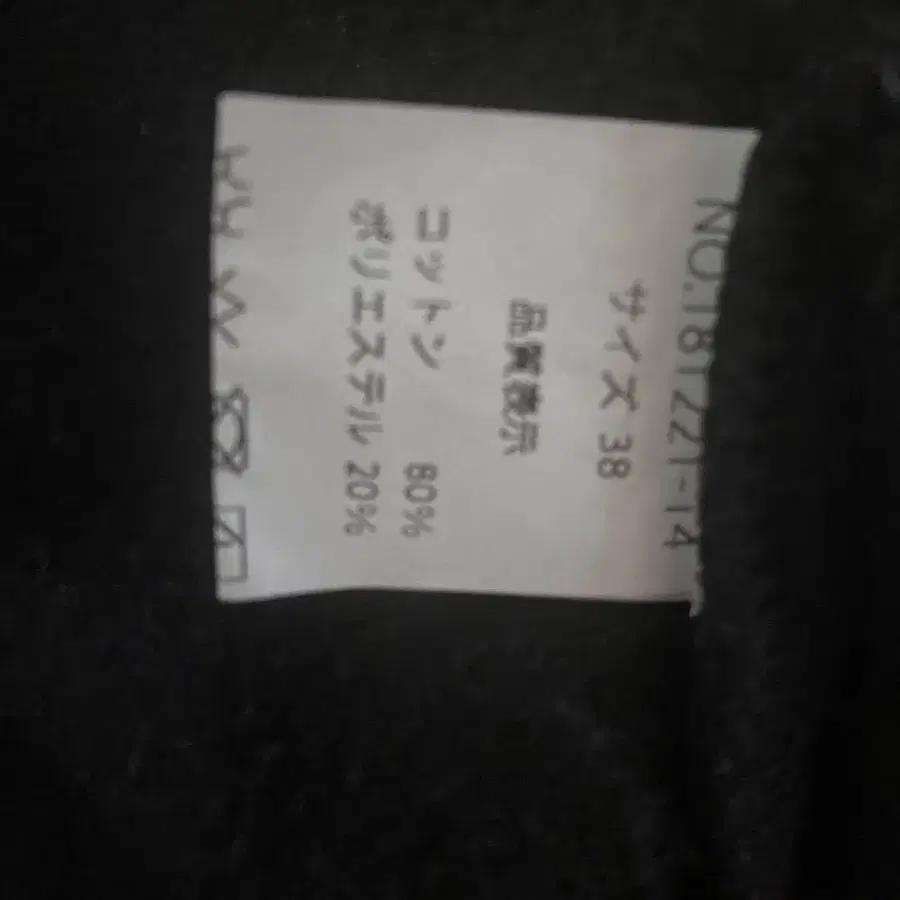 NO.181221-14
サイズ 38
品質表示
コットン 80%
ポリエステル 20%